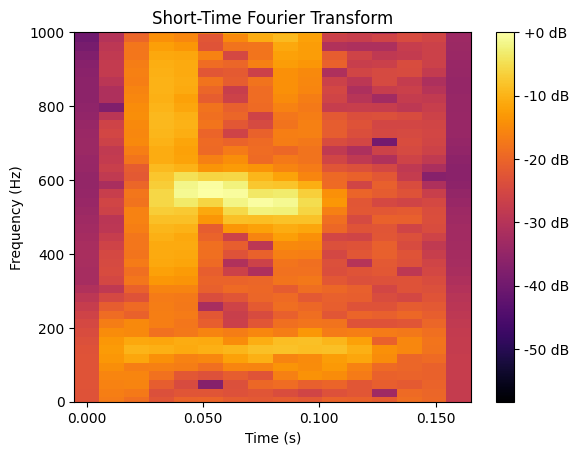 Short-Time Fourier Transform
1000
800
600
400
200
0
Frequency (Hz)
0.000
0.050
0.100
0.150
Time (s)
+0 dB
-10 dB
-20 dB
-30 dB
-40 dB
-50 dB